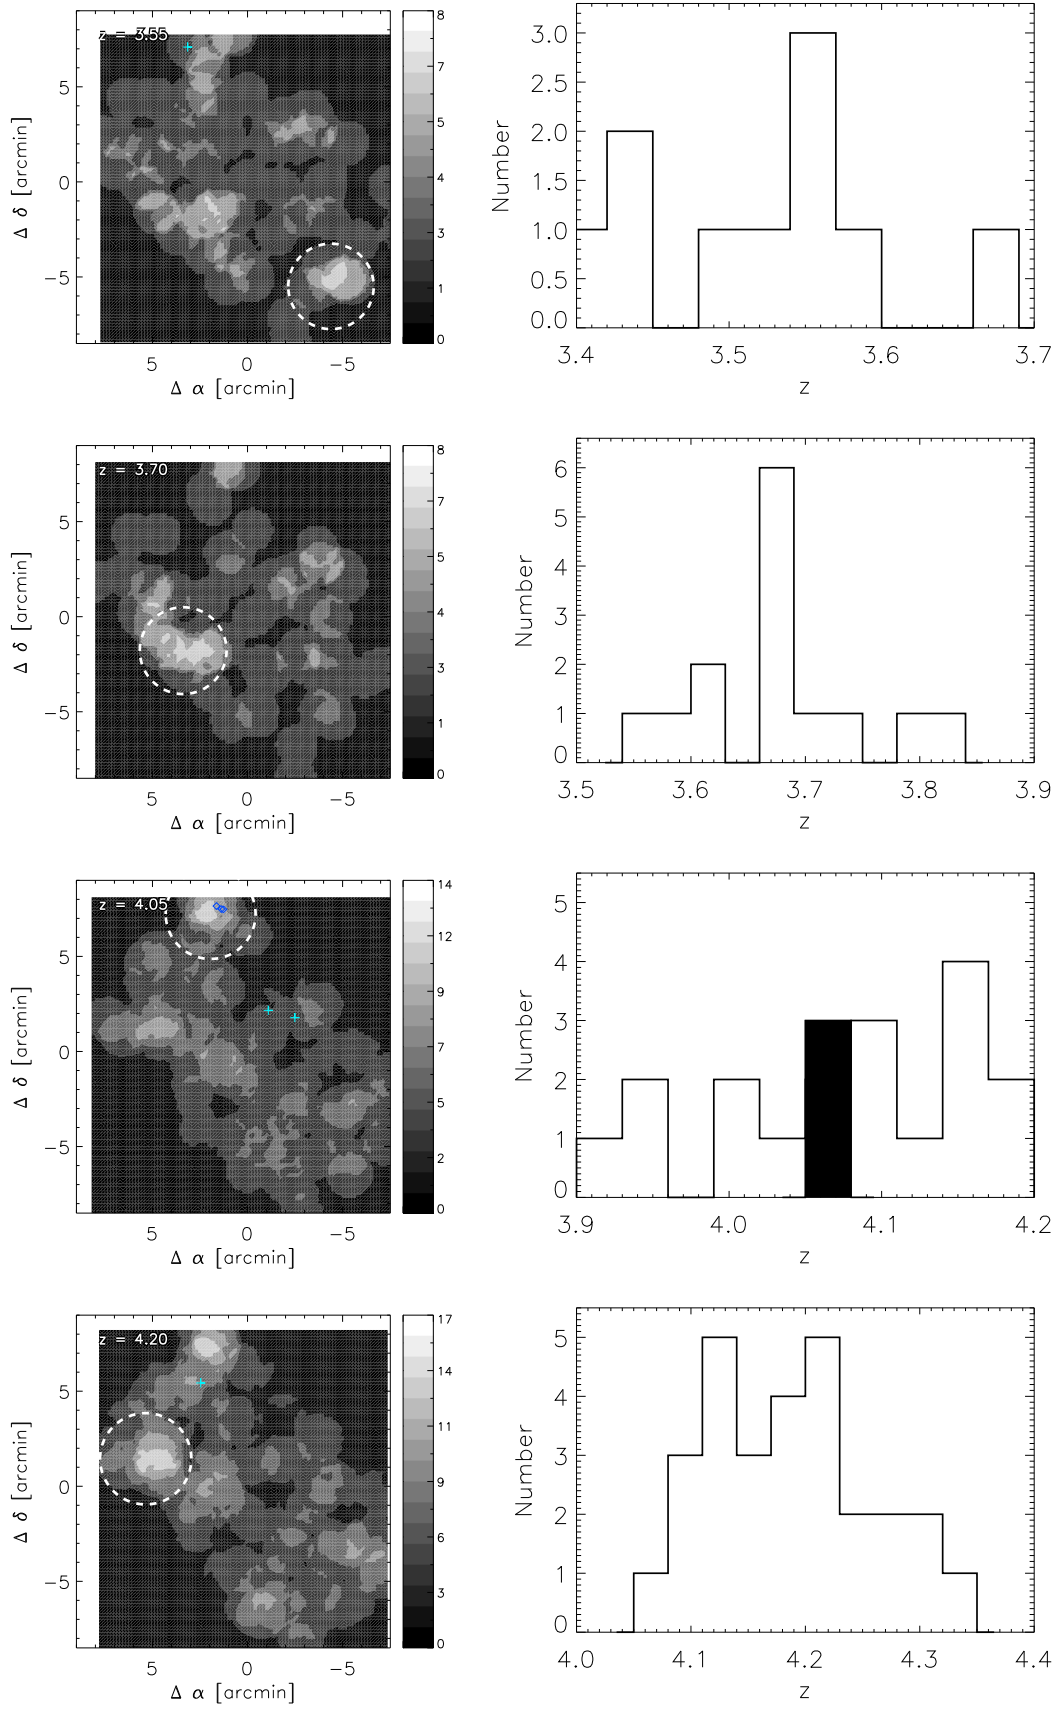 z = 3.55
5
0
−5
Δ δ [arcmin]
5 0 -5
Δ α [arcmin]
8
7
5
4
3
1
0
3.0
2.5
2.0
1.5
1.0
0.5
0.0
Number
3.4 3.5 3.6 3.7
z
z = 3.70
5
0
−5
Δ δ [arcmin]
5 0 -5
Δ α [arcmin]
8
7
5
4
3
1
0
6
5
4
3
2
1
0
Number
3.5 3.6 3.7 3.8 3.9
z
z = 4.05
5
0
−5
Δ δ [arcmin]
5 0 -5
Δ α [arcmin]
14
12
9
7
5
2
0
5
4
3
2
1
0
Number
3.9 4.0 4.1 4.2
z
z = 4.20
5
0
−5
Δ δ [arcmin]
5 0 -5
Δ α [arcmin]
17
14
11
9
6
3
0
5
4
3
2
1
0
Number
4.0 4.1 4.2 4.3 4.4
z